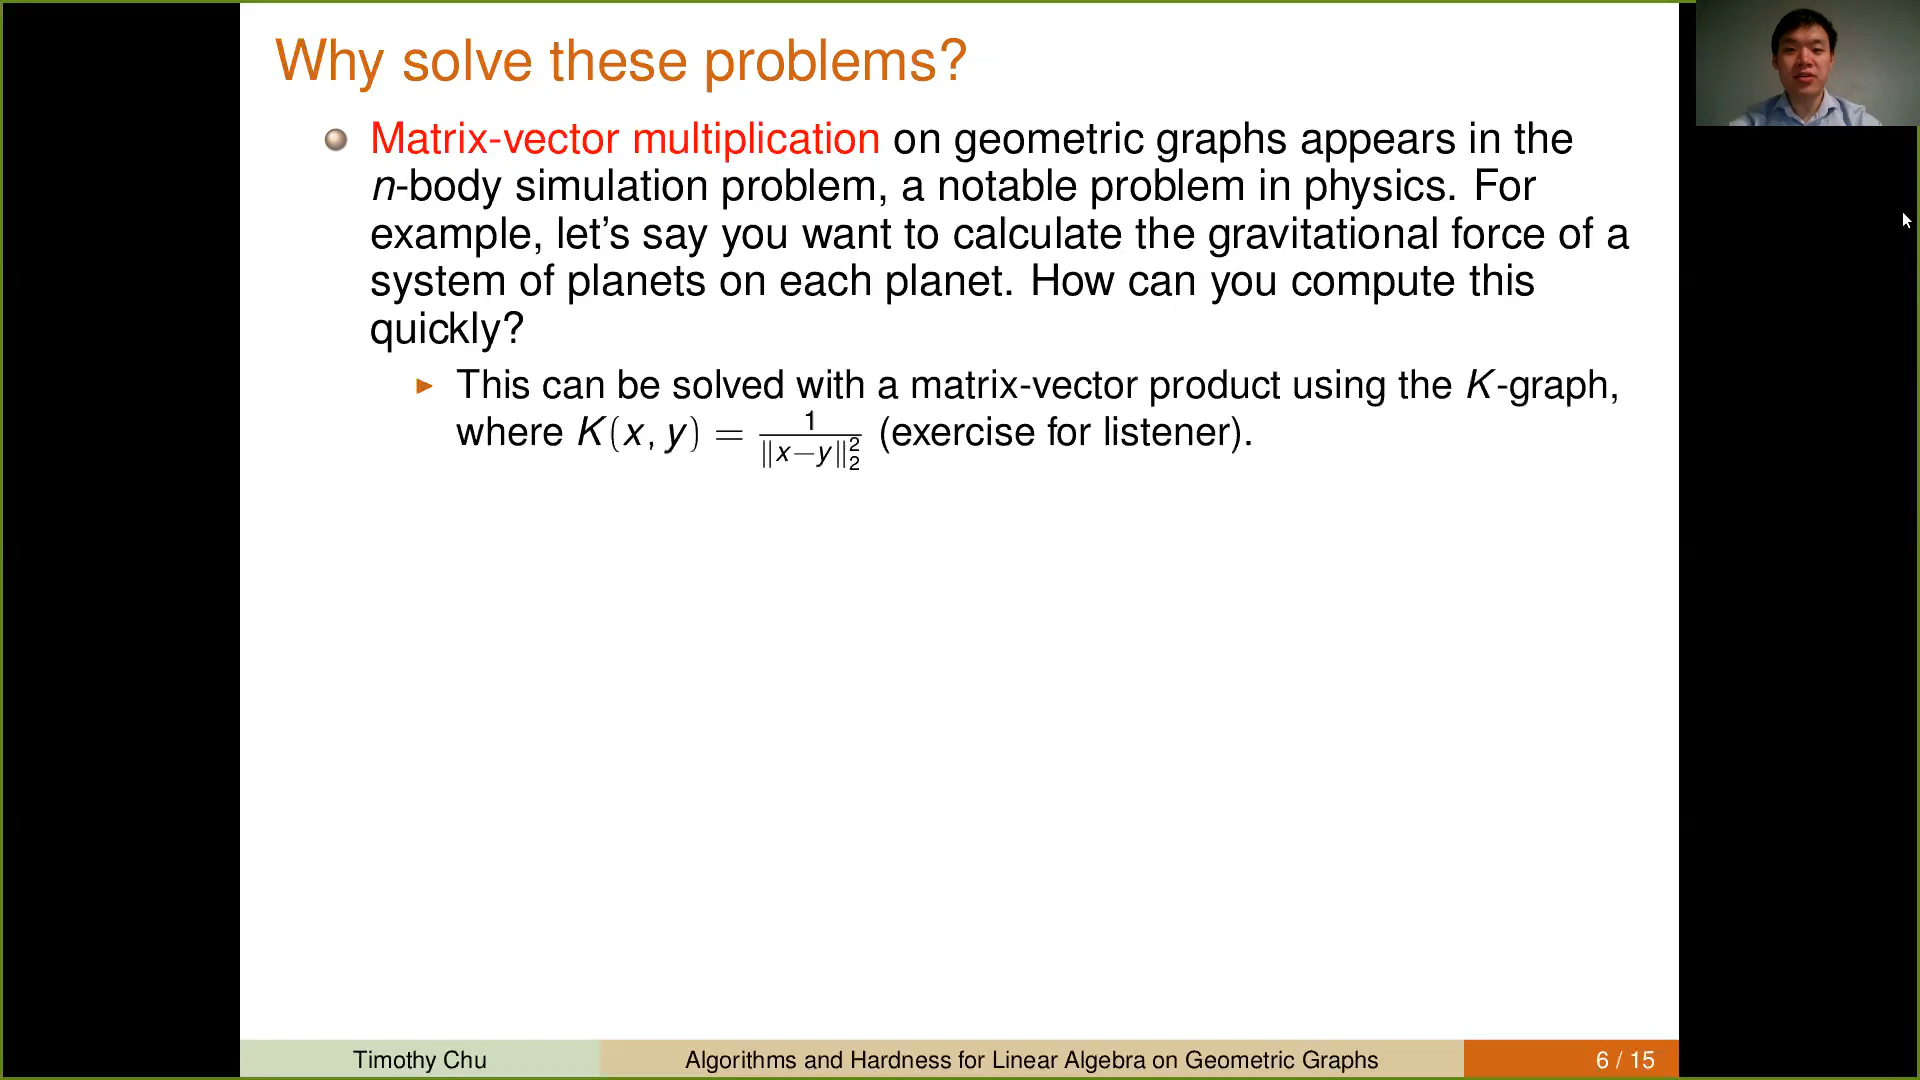 Why solve these problems?
Matrix-vector multiplication on geometric graphs appears in the
n-body simulation problem, a notable problem in physics. For
example, let's say you want to calculate the gravitational force of a
system of planets on each planet. How can you compute this
quickly?
This can be solved with a matrix-vector product using the K-graph,
where K(x, y) = 1/‖x−y‖₂² (exercise for listener).
Timothy Chu
Algorithms and Hardness for Linear Algebra on Geometric Graphs
6 / 15